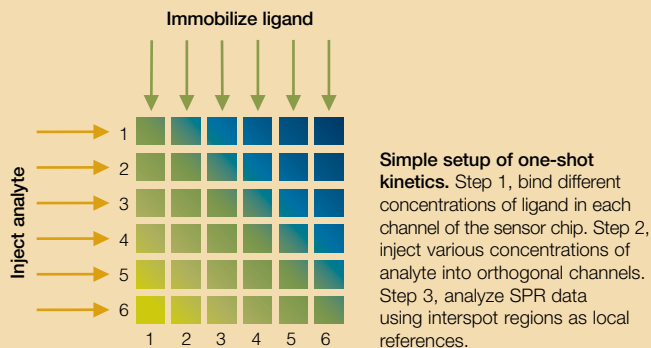 Immobilize ligand
Inject analyte
1
2
3
4
5
6
1 2 3 4 5 6
Simple setup of one-shot
kinetics. Step 1, bind different
concentrations of ligand in each
channel of the sensor chip. Step 2,
inject various concentrations of
analyte into orthogonal channels.
Step 3, analyze SPR data
using interspot regions as local
references.